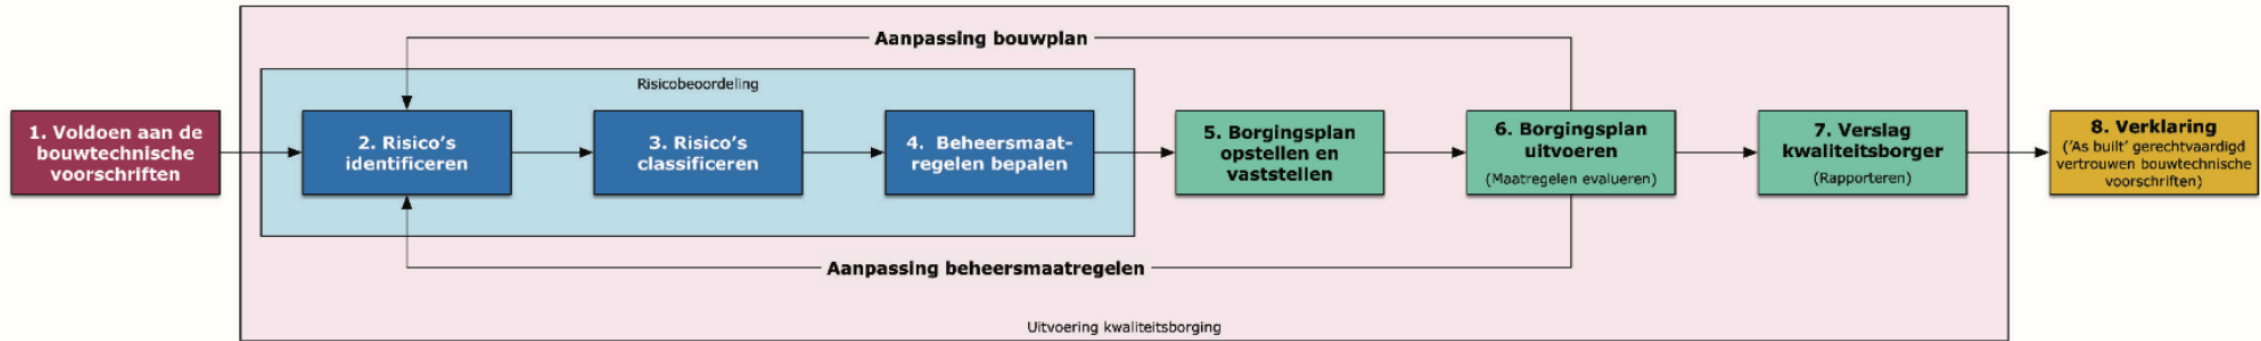 Aanpassing bouwplan
Risicobeoordeling
1. Voldoen aan de
bouwtechnische
voorschriften
2. Risico's
identificeren
3. Risico's
classificeren
4. Beheersmaat-
regelen bepalen
5. Borgingsplan
opstellen en
vaststellen
6. Borgingsplan
uitvoeren
(Maatregelen evalueren)
7. Verslag
kwaliteitsborger
(Rapporteren)
8. Verklaring
('As built' gerechtvaardigd
vertrouwen bouwtechnische
voorschriften)
Aanpassing beheersmaatregelen
Uitvoering kwaliteitsborging